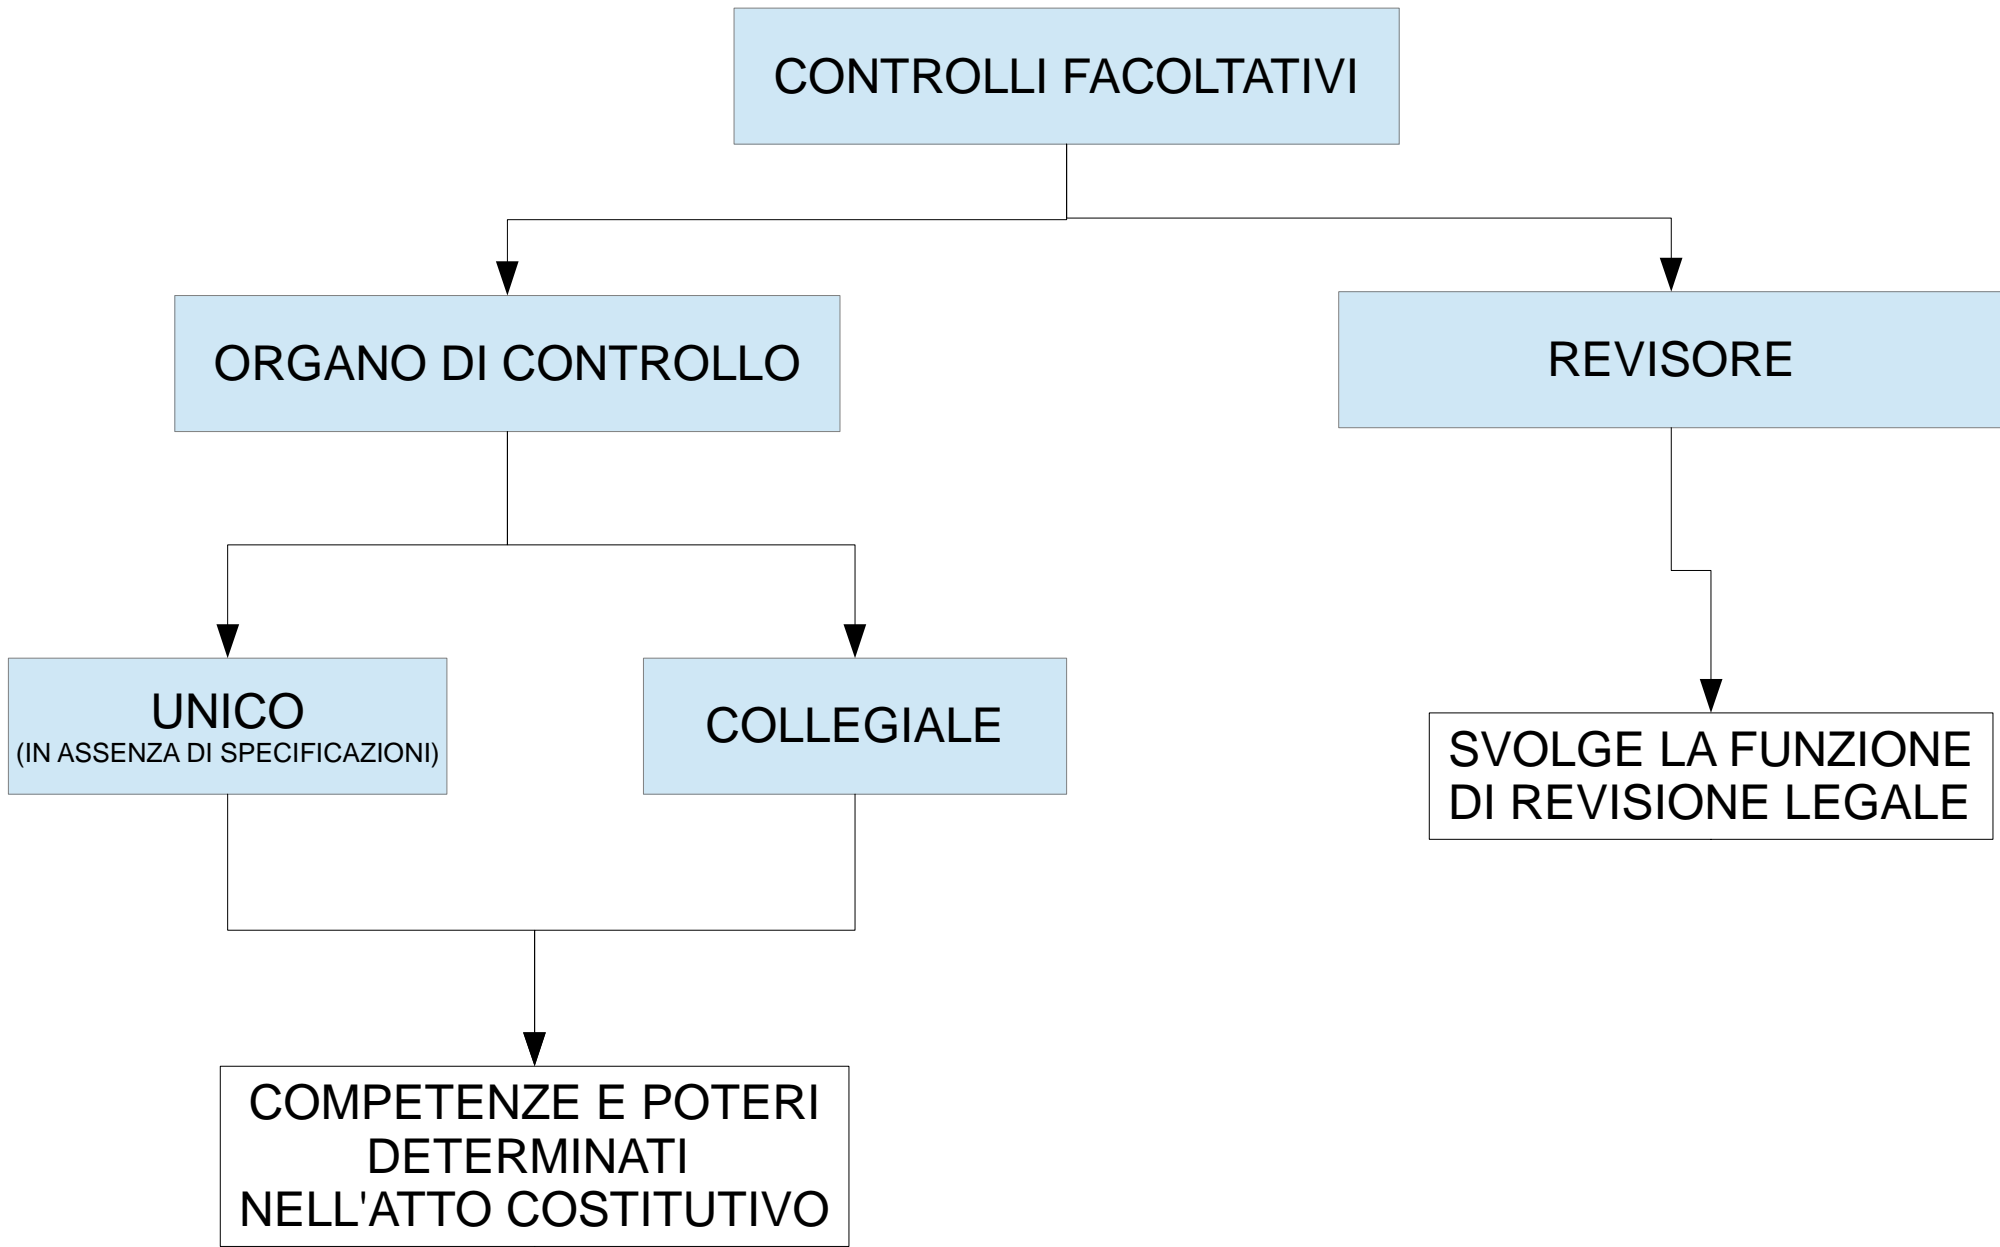 CONTROLLI FACOLTATIVI
ORGANO DI CONTROLLO
REVISORE
UNICO
(IN ASSENZA DI SPECIFICAZIONI)
COLLEGIALE
SVOLGE LA FUNZIONE
DI REVISIONE LEGALE
COMPETENZE E POTERI
DETERMINATI
NELL'ATTO COSTITUTIVO